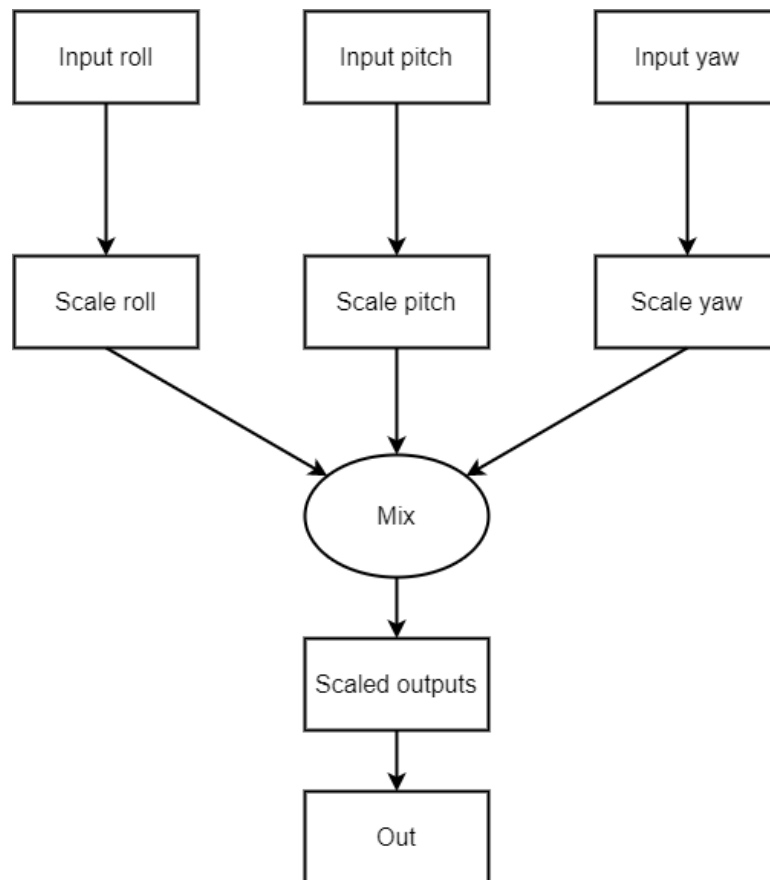 Input roll
Input pitch
Input yaw
Scale roll
Scale pitch
Scale yaw
Mix
Scaled outputs
Out